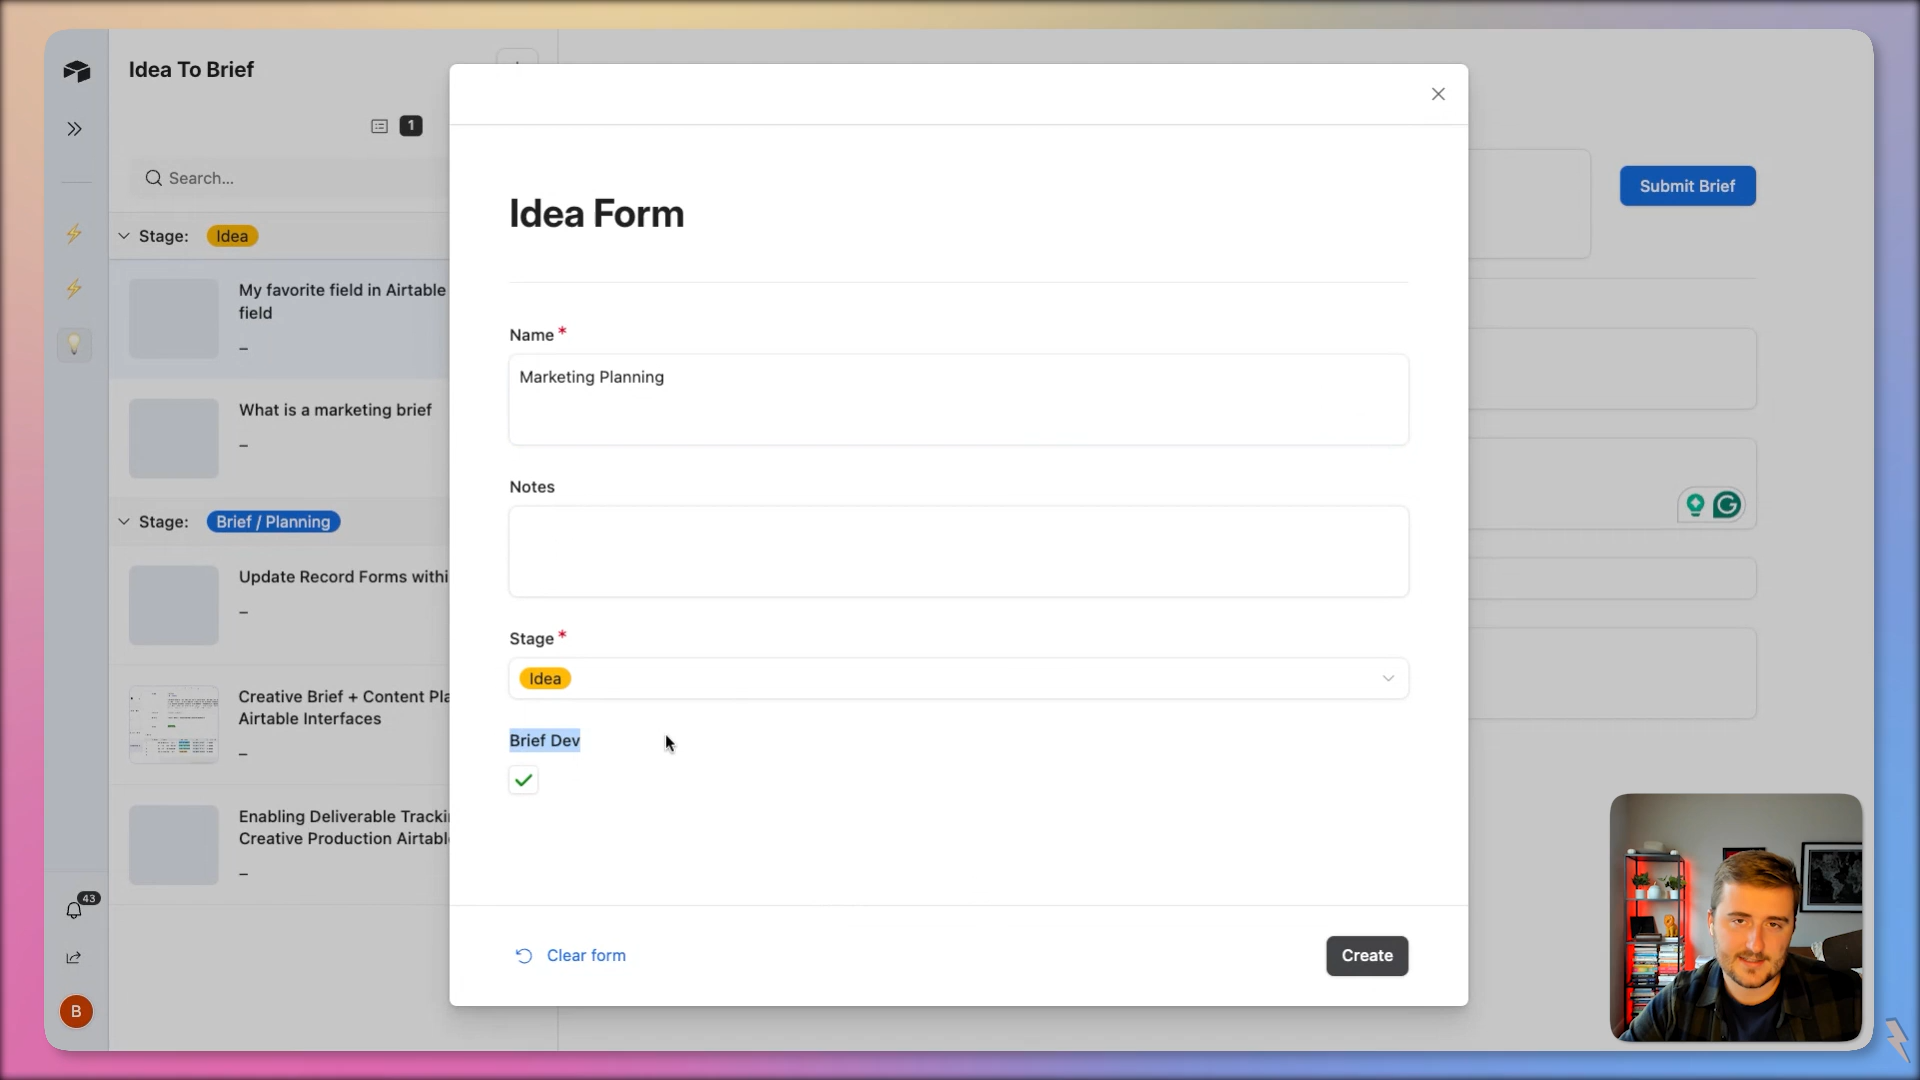 Idea To Brief
1
Search...
Stage: Idea
My favorite field in Airtable
field
–
What is a marketing brief
–
Stage: Brief / Planning
Update Record Forms withi
–
Creative Brief + Content Pla
Airtable Interfaces
–
Enabling Deliverable Tracki
Creative Production Airtabl
–
43
B
Idea Form
Name *
Marketing Planning
Notes
Stage *
Idea
Brief Dev
Clear form
Create
Submit Brief